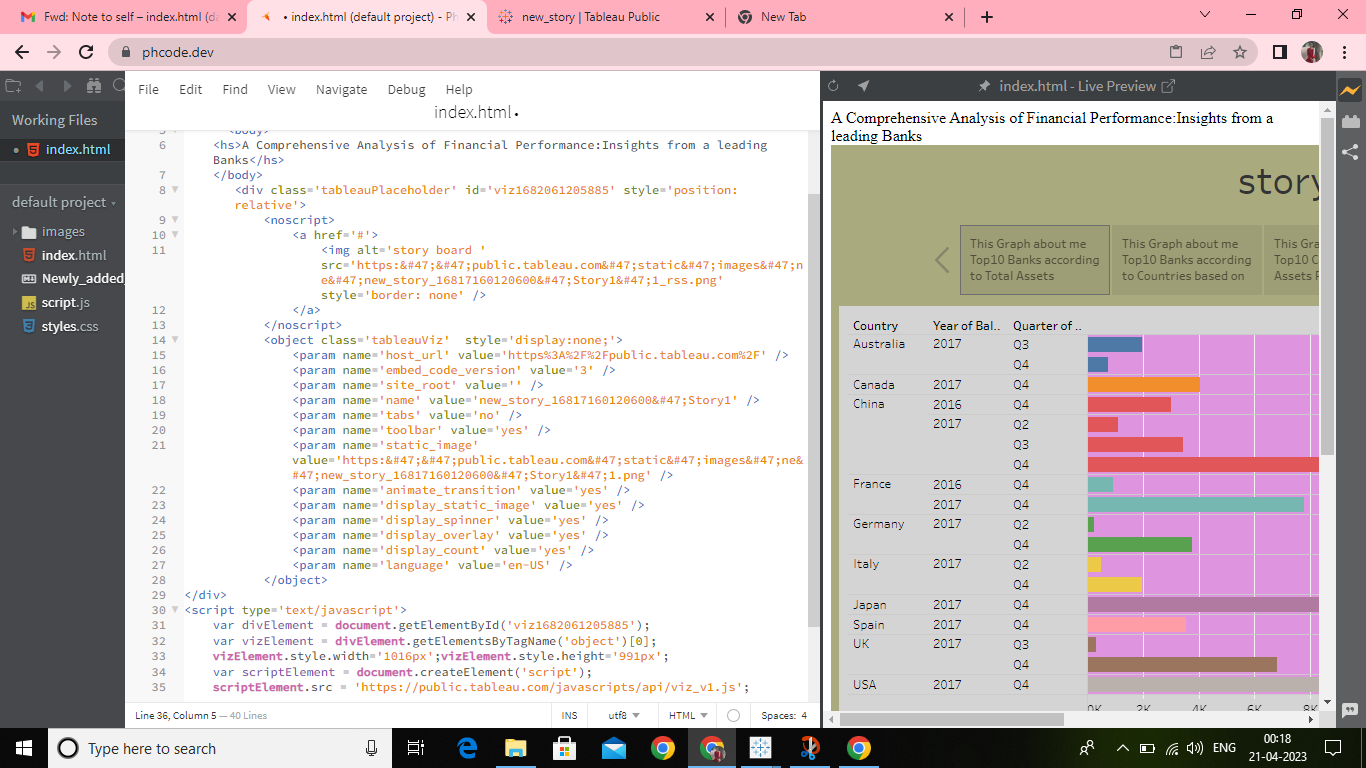 Fwd: Note to self – index.html (da
• index.html (default project) - Ph
new_story | Tableau Public
New Tab
phcode.dev
File Edit Find View Navigate Debug Help
index.html •
Working Files
index.html
default project
images
index.html
Newly_added_
script.js
styles.css
5 <body>
6 <hs>A Comprehensive Analysis of Financial Performance:Insights from a leading
Banks</hs>
7 </body>
8 <div class='tableauPlaceholder' id='viz1682061205885' style='position:
relative'>
9 <noscript>
10 <a href='#'>
11 <img alt='story board '
src='https:&#47;&#47;public.tableau.com&#47;static&#47;images&#47;n
e&#47;new_story_16817160120600&#47;Story1&#47;1_rss.png'
style='border: none' />
12 </a>
13 </noscript>
14 <object class='tableauViz'  style='display:none;'>
15 <param name='host_url' value='https%3A%2F%2Fpublic.tableau.com%2F' />
16 <param name='embed_code_version' value='3' />
17 <param name='site_root' value='' />
18 <param name='name' value='new_story_16817160120600&#47;Story1' />
19 <param name='tabs' value='no' />
20 <param name='toolbar' value='yes' />
21 <param name='static_image'
value='https:&#47;&#47;public.tableau.com&#47;static&#47;images&#47;ne&
#47;new_story_16817160120600&#47;Story1&#47;1.png' />
22 <param name='animate_transition' value='yes' />
23 <param name='display_static_image' value='yes' />
24 <param name='display_spinner' value='yes' />
25 <param name='display_overlay' value='yes' />
26 <param name='display_count' value='yes' />
27 <param name='language' value='en-US' />
28 </object>
29 </div>
30 <script type='text/javascript'>
31 var divElement = document.getElementById('viz1682061205885');
32 var vizElement = divElement.getElementsByTagName('object')[0];
33 vizElement.style.width='1016px';vizElement.style.height='991px';
34 var scriptElement = document.createElement('script');
35 scriptElement.src = 'https://public.tableau.com/javascripts/api/viz_v1.js';
Line 36, Column 5 — 40 Lines
INS utf8 HTML Spaces: 4
index.html - Live Preview
A Comprehensive Analysis of Financial Performance:Insights from a
leading Banks
story
This Graph about me
Top10 Banks according
to Total Assets
This Graph about me
Top10 Banks according
to Countries based on
This Gra
Top10 C
Assets P
Country Year of Bal.. Quarter of ..
Australia 2017 Q3
Q4
Canada 2017 Q4
China 2016 Q4
2017 Q2
Q3
Q4
France 2016 Q4
2017 Q4
Germany 2017 Q2
Q4
Italy 2017 Q2
Q4
Japan 2017 Q4
Spain 2017 Q4
UK 2017 Q3
Q4
USA 2017 Q4
0K 2K 4K 6K 8K
Type here to search
ENG
00:18
21-04-2023